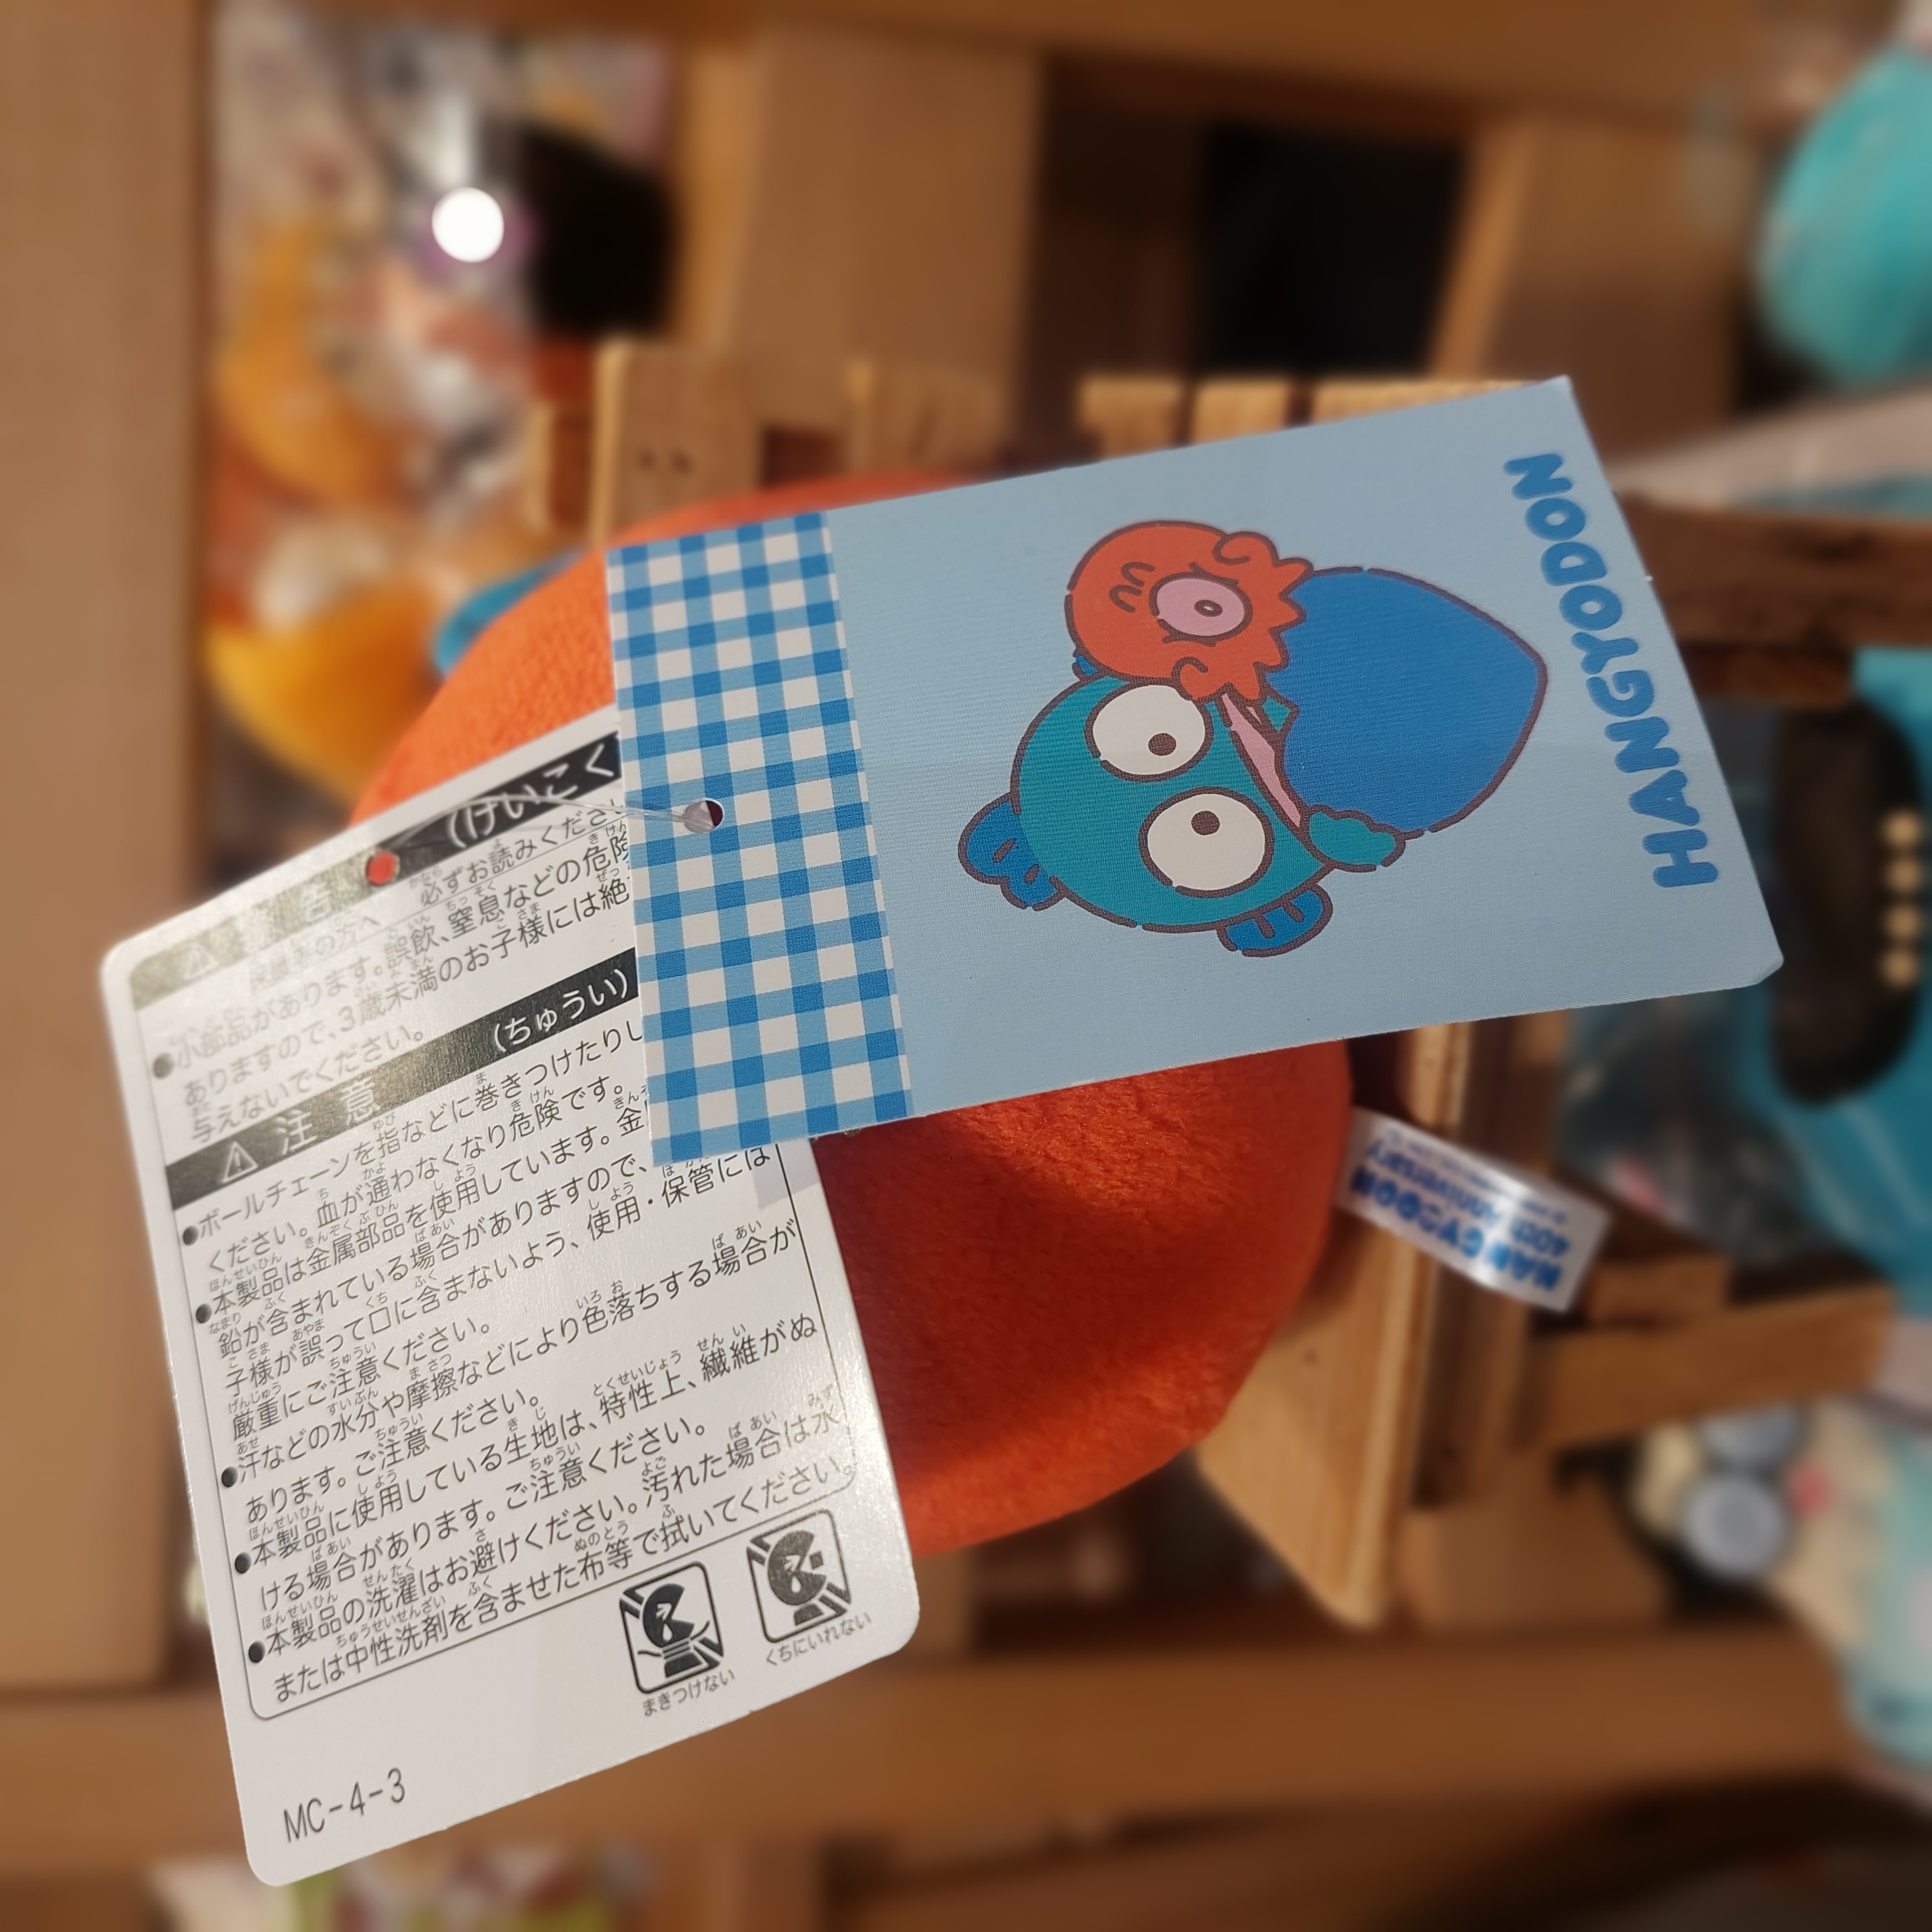 (けいこく
保護者の方へ 必ずお読みください
●小部品があります。誤飲、窒息などの危険
ありますので、3歳未満のお子様には絶
与えないでください。
⚠注 意 (ちゅうい)
●ボールチェーンを指などに巻きつけたりし
ください。血が通わなくなり危険です。
●本製品は金属部品を使用しています。金
鉛が含まれている場合がありますので、
子様が誤って口に含まないよう、使用・保管には
厳重にご注意ください。
●汗などの水分や摩擦などにより色落ちする場合が
あります。ご注意ください。
●本製品に使用している生地は、特性上、繊維がぬ
ける場合があります。ご注意ください。
●本製品の洗濯はお避けください。汚れた場合は水
または中性洗剤を含ませた布等で拭いてください。
まきつけない
くちにいれない
MC-4-3
HANGYODON
HANGYODON
40th Anniversary